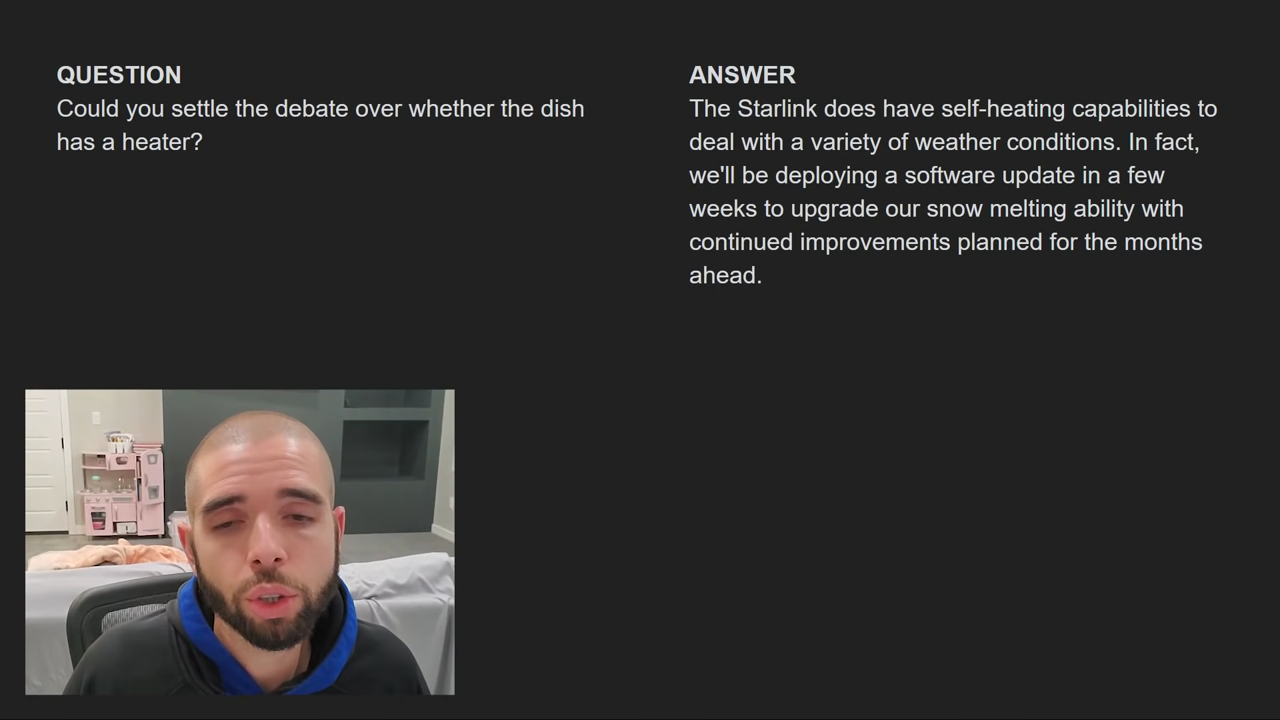 QUESTION
Could you settle the debate over whether the dish
has a heater?
ANSWER
The Starlink does have self-heating capabilities to
deal with a variety of weather conditions. In fact,
we'll be deploying a software update in a few
weeks to upgrade our snow melting ability with
continued improvements planned for the months
ahead.